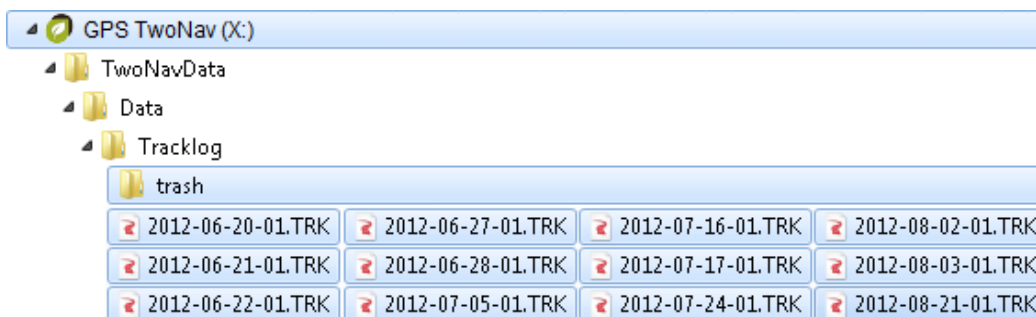 GPS TwoNav (X:)
TwoNavData
Data
Tracklog
trash
2012-06-20-01.TRK 2012-06-27-01.TRK 2012-07-16-01.TRK 2012-08-02-01.TRK
2012-06-21-01.TRK 2012-06-28-01.TRK 2012-07-17-01.TRK 2012-08-03-01.TRK
2012-06-22-01.TRK 2012-07-05-01.TRK 2012-07-24-01.TRK 2012-08-21-01.TRK